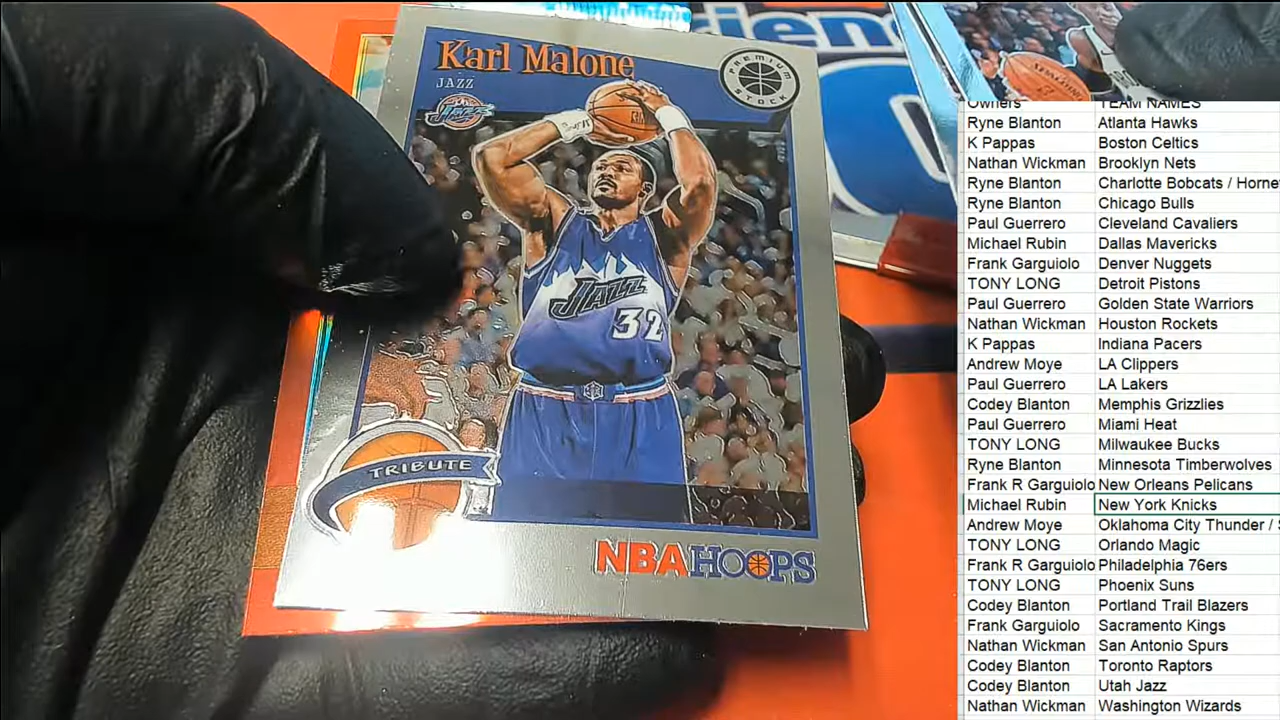 Karl Malone
JAZZ
JAZZ
PREMIUM
STOCK
JAZZ
32
TRIBUTE
NBA HOOPS
SPALDING
Owners TEAM NAMES
Ryne Blanton Atlanta Hawks
K Pappas Boston Celtics
Nathan Wickman Brooklyn Nets
Ryne Blanton Charlotte Bobcats / Horne
Ryne Blanton Chicago Bulls
Paul Guerrero Cleveland Cavaliers
Michael Rubin Dallas Mavericks
Frank Garguiolo Denver Nuggets
TONY LONG Detroit Pistons
Paul Guerrero Golden State Warriors
Nathan Wickman Houston Rockets
K Pappas Indiana Pacers
Andrew Moye LA Clippers
Paul Guerrero LA Lakers
Codey Blanton Memphis Grizzlies
Paul Guerrero Miami Heat
TONY LONG Milwaukee Bucks
Ryne Blanton Minnesota Timberwolves
Frank R Garguiolo New Orleans Pelicans
Michael Rubin New York Knicks
Andrew Moye Oklahoma City Thunder /
TONY LONG Orlando Magic
Frank R Garguiolo Philadelphia 76ers
TONY LONG Phoenix Suns
Codey Blanton Portland Trail Blazers
Frank Garguiolo Sacramento Kings
Nathan Wickman San Antonio Spurs
Codey Blanton Toronto Raptors
Codey Blanton Utah Jazz
Nathan Wickman Washington Wizards